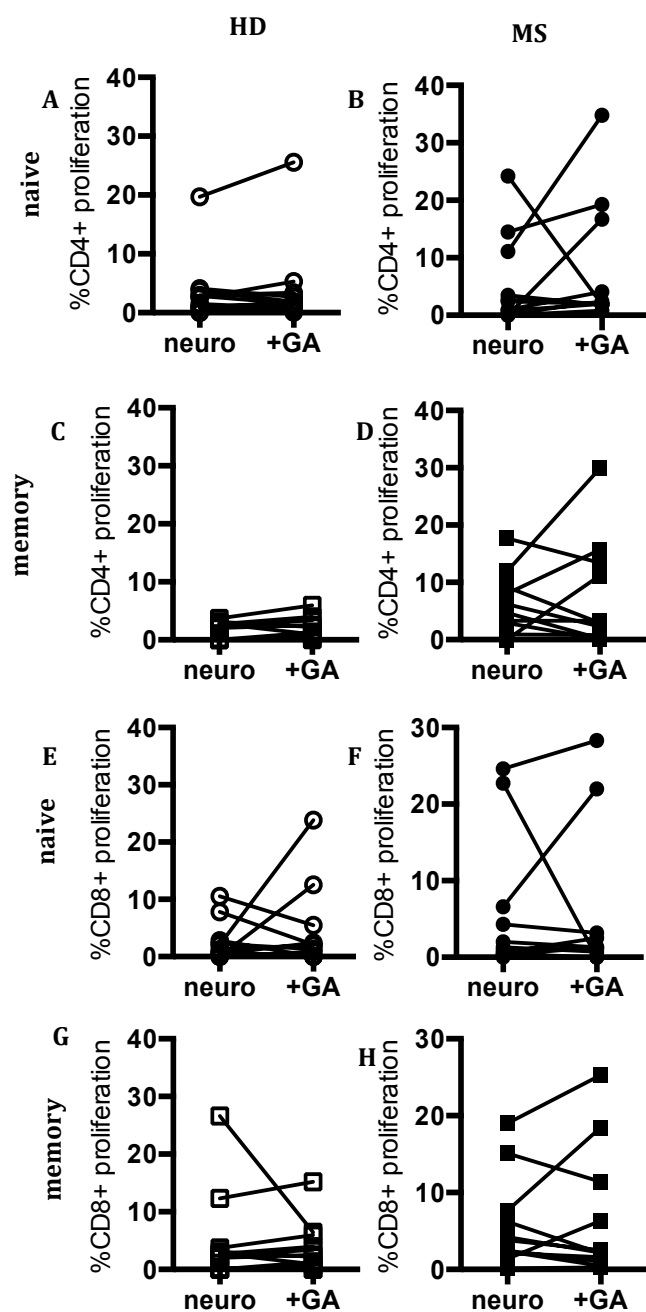 HD MS
A B
naive
%CD4+ proliferation %CD4+ proliferation
40 40
30 30
20 20
10 10
0 0
neuro +GA neuro +GA
C D
memory
%CD4+ proliferation %CD4+ proliferation
40 40
30 30
20 20
10 10
0 0
neuro +GA neuro +GA
E F
naive
%CD8+ proliferation %CD8+ proliferation
40 30
30 20
20 10
10 0
0
neuro +GA neuro +GA
G H
memory
%CD8+ proliferation %CD8+ proliferation
40 30
30 20
20 10
10 0
0
neuro +GA neuro +GA